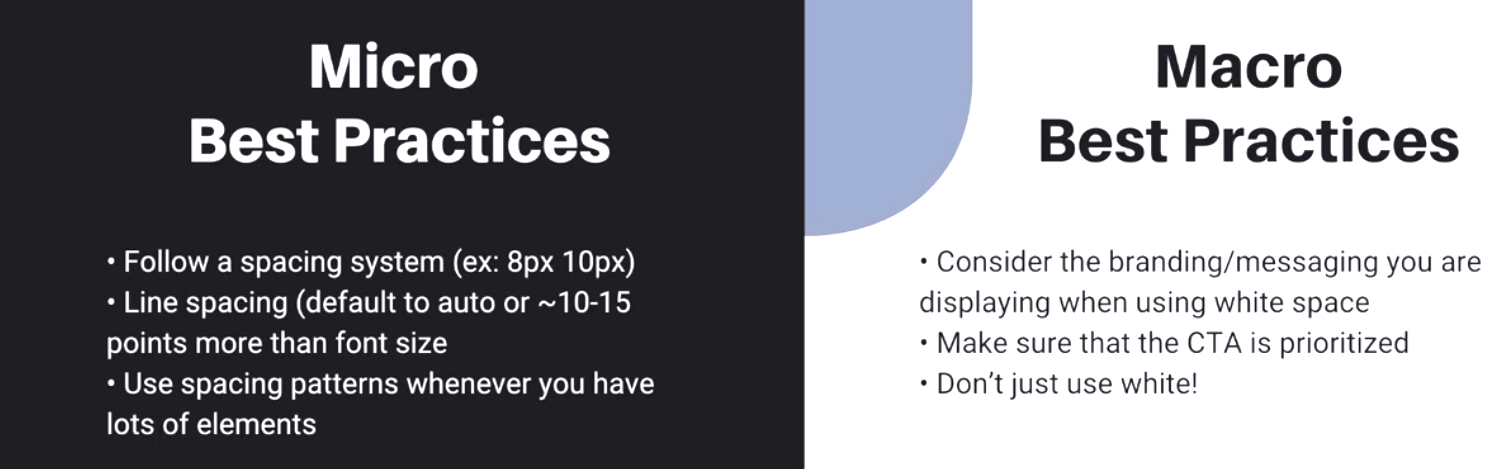 Micro
Best Practices
• Follow a spacing system (ex: 8px 10px)
• Line spacing (default to auto or ~10-15
points more than font size
• Use spacing patterns whenever you have
lots of elements
Macro
Best Practices
• Consider the branding/messaging you are
displaying when using white space
• Make sure that the CTA is prioritized
• Don’t just use white!